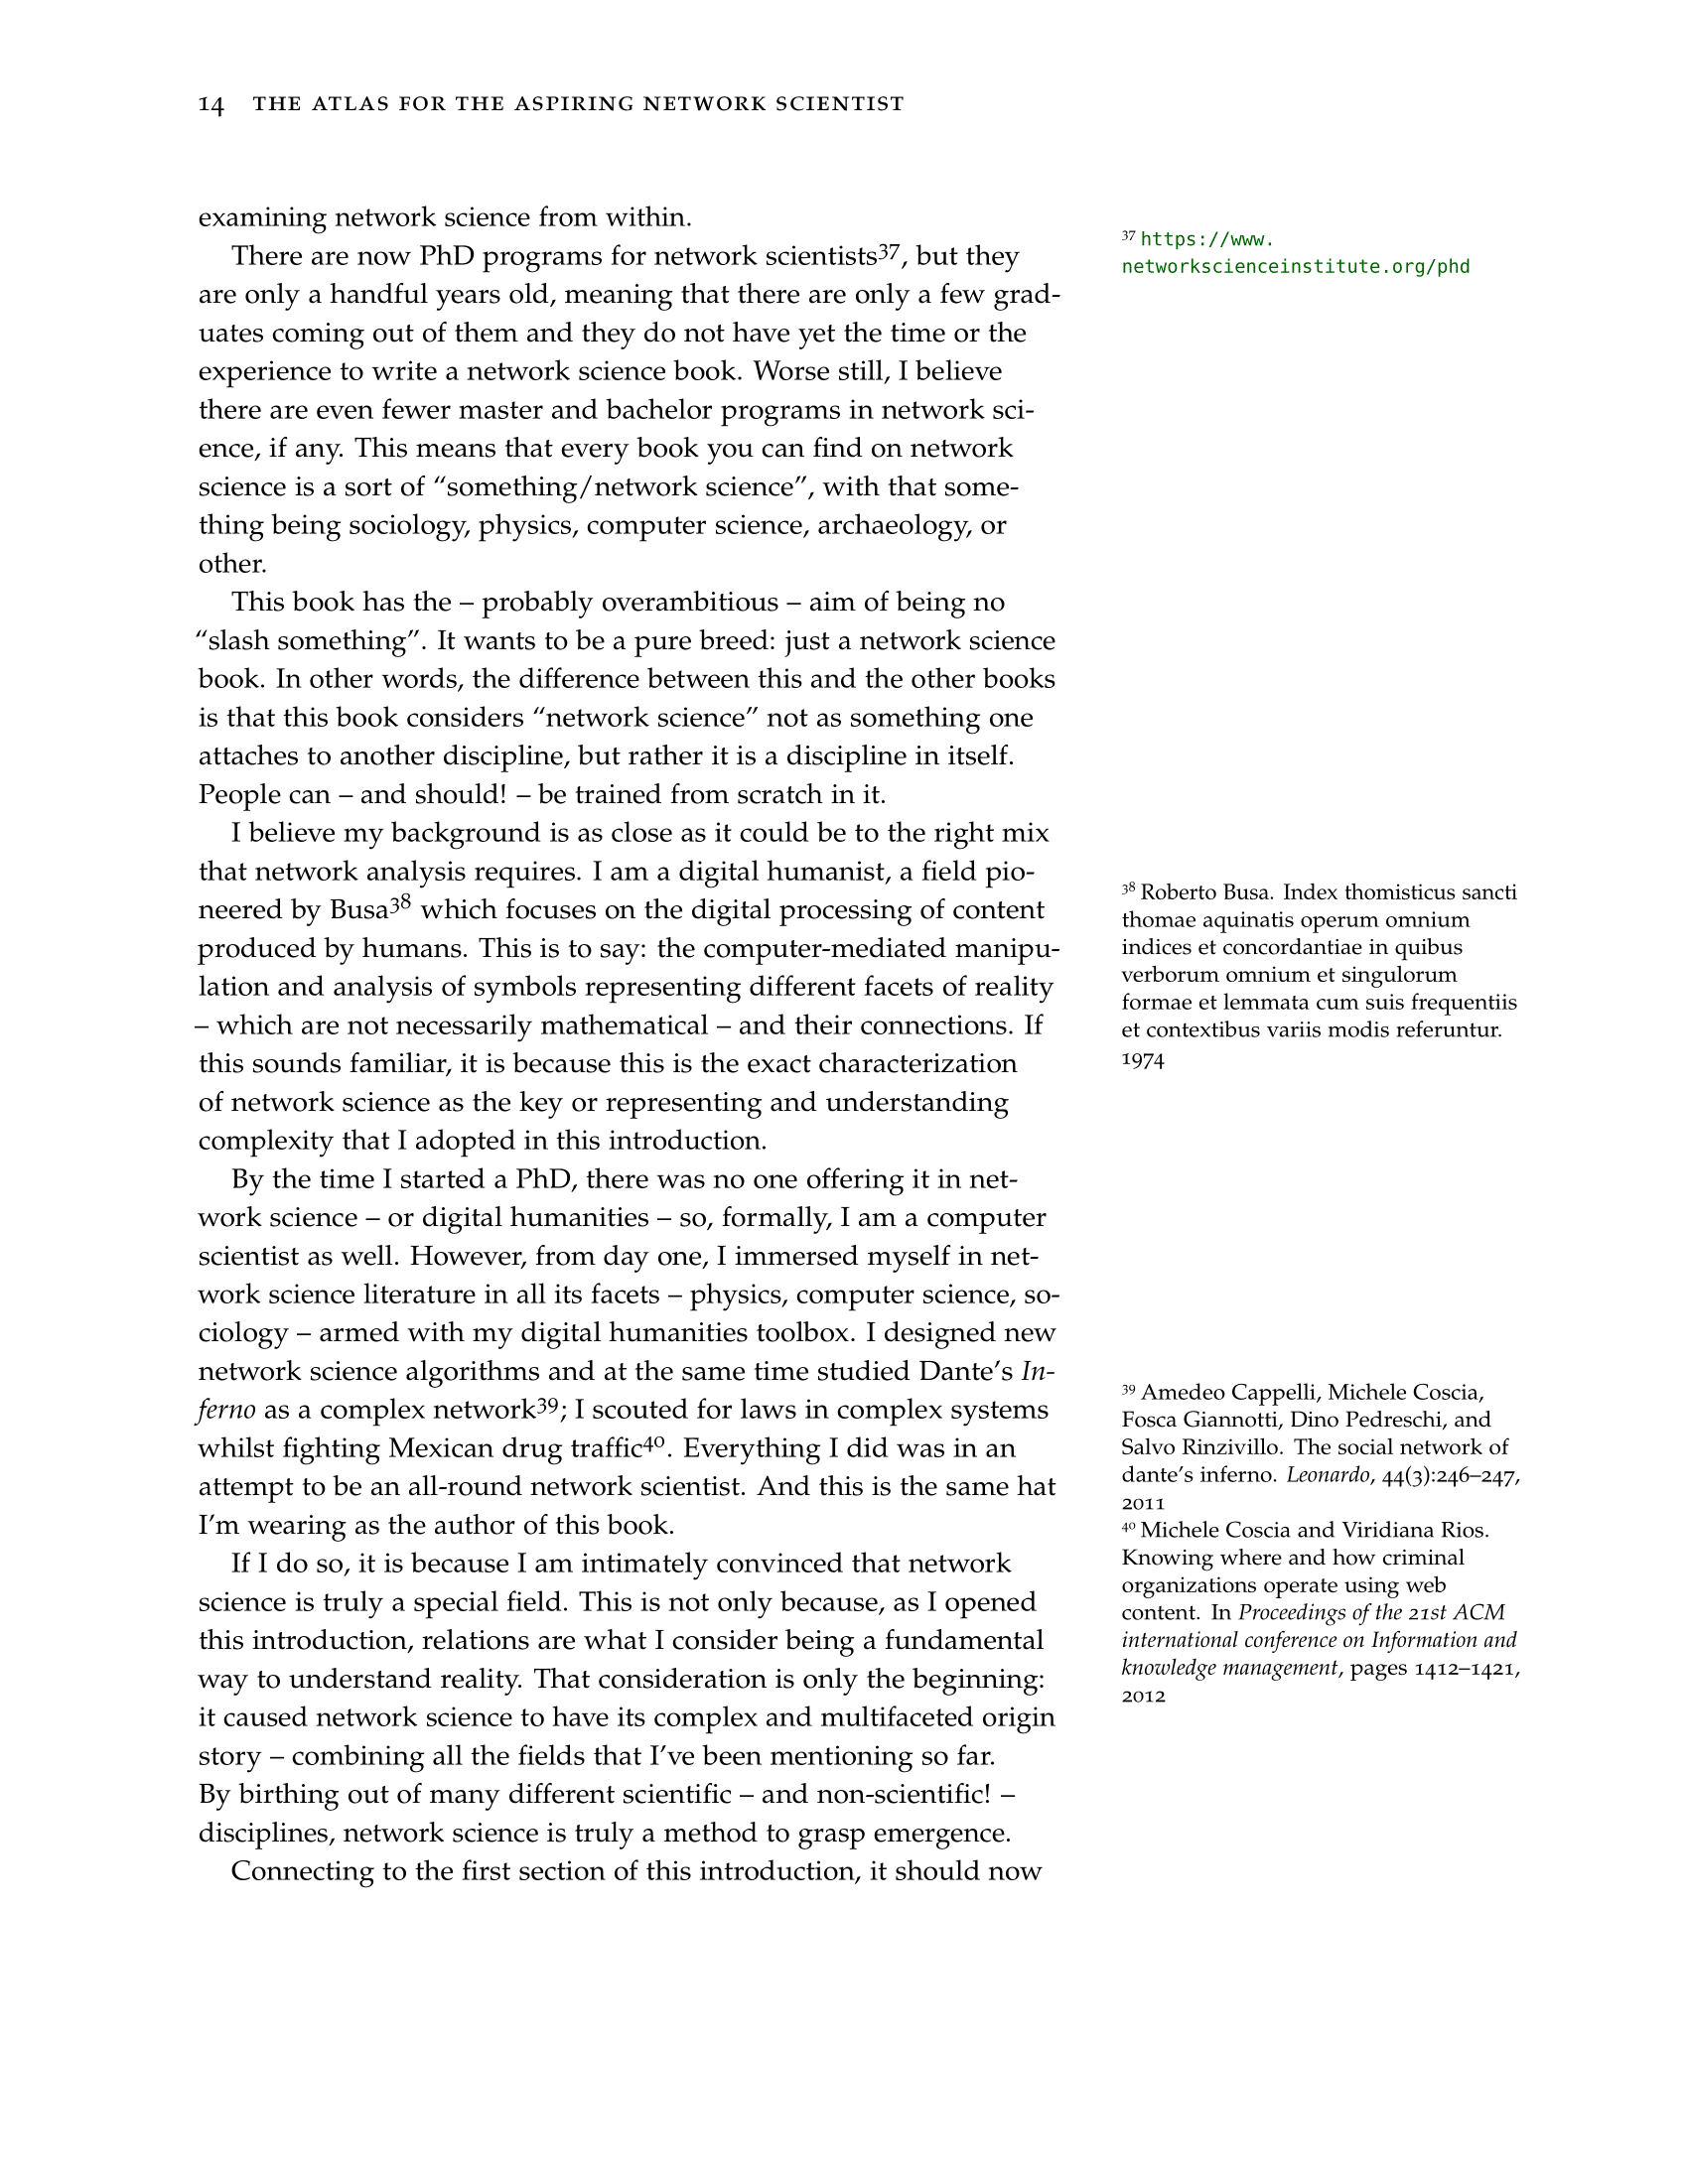 14 THE ATLAS FOR THE ASPIRING NETWORK SCIENTIST
examining network science from within.
There are now PhD programs for network scientists37, but they
are only a handful years old, meaning that there are only a few grad-
uates coming out of them and they do not have yet the time or the
experience to write a network science book. Worse still, I believe
there are even fewer master and bachelor programs in network sci-
ence, if any. This means that every book you can find on network
science is a sort of “something/network science”, with that some-
thing being sociology, physics, computer science, archaeology, or
other.
This book has the – probably overambitious – aim of being no
“slash something”. It wants to be a pure breed: just a network science
book. In other words, the difference between this and the other books
is that this book considers “network science” not as something one
attaches to another discipline, but rather it is a discipline in itself.
People can – and should! – be trained from scratch in it.
I believe my background is as close as it could be to the right mix
that network analysis requires. I am a digital humanist, a field pio-
neered by Busa38 which focuses on the digital processing of content
produced by humans. This is to say: the computer-mediated manipu-
lation and analysis of symbols representing different facets of reality
– which are not necessarily mathematical – and their connections. If
this sounds familiar, it is because this is the exact characterization
of network science as the key or representing and understanding
complexity that I adopted in this introduction.
By the time I started a PhD, there was no one offering it in net-
work science – or digital humanities – so, formally, I am a computer
scientist as well. However, from day one, I immersed myself in net-
work science literature in all its facets – physics, computer science, so-
ciology – armed with my digital humanities toolbox. I designed new
network science algorithms and at the same time studied Dante’s In-
ferno as a complex network39; I scouted for laws in complex systems
whilst fighting Mexican drug traffic40. Everything I did was in an
attempt to be an all-round network scientist. And this is the same hat
I’m wearing as the author of this book.
If I do so, it is because I am intimately convinced that network
science is truly a special field. This is not only because, as I opened
this introduction, relations are what I consider being a fundamental
way to understand reality. That consideration is only the beginning:
it caused network science to have its complex and multifaceted origin
story – combining all the fields that I’ve been mentioning so far.
By birthing out of many different scientific – and non-scientific! –
disciplines, network science is truly a method to grasp emergence.
Connecting to the first section of this introduction, it should now
37 https://www.
networkscienceinstitute.org/phd
38 Roberto Busa. Index thomisticus sancti
thomae aquinatis operum omnium
indices et concordantiae in quibus
verborum omnium et singulorum
formae et lemmata cum suis frequentiis
et contextibus variis modis referuntur.
1974
39 Amedeo Cappelli, Michele Coscia,
Fosca Giannotti, Dino Pedreschi, and
Salvo Rinzivillo. The social network of
dante’s inferno. Leonardo, 44(3):246–247,
2011
40 Michele Coscia and Viridiana Rios.
Knowing where and how criminal
organizations operate using web
content. In Proceedings of the 21st ACM
international conference on Information and
knowledge management, pages 1412–1421,
2012